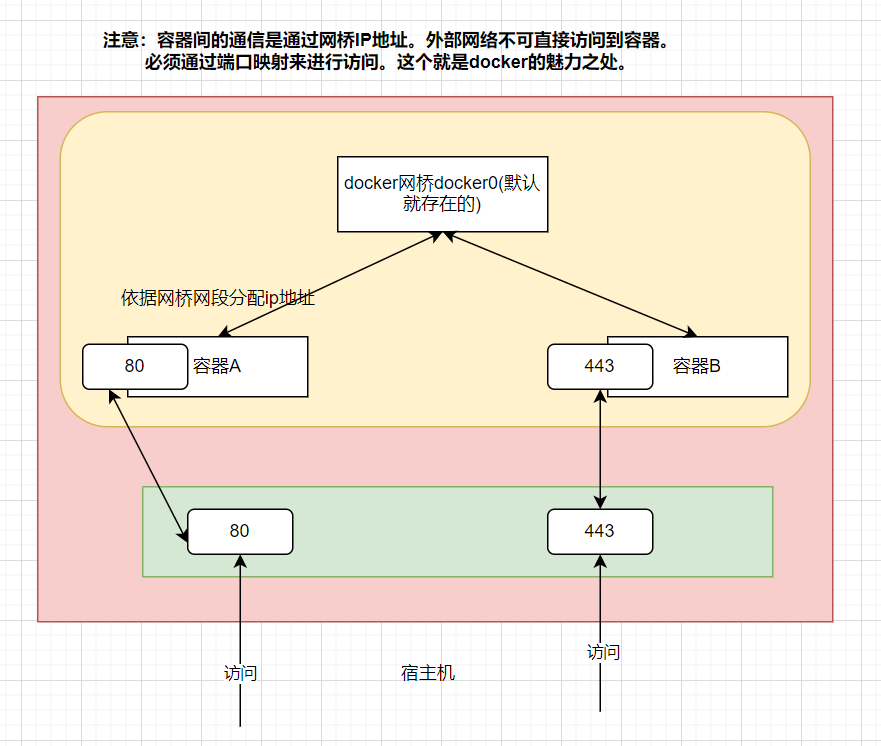 注意：容器间的通信是通过网桥IP地址。外部网络不可直接访问到容器。
必须通过端口映射来进行访问。这个就是docker的魅力之处。
docker网桥docker0(默认
就存在的)
依据网桥网段分配ip地址
80
容器A
443
容器B
80
443
访问
宿主机
访问